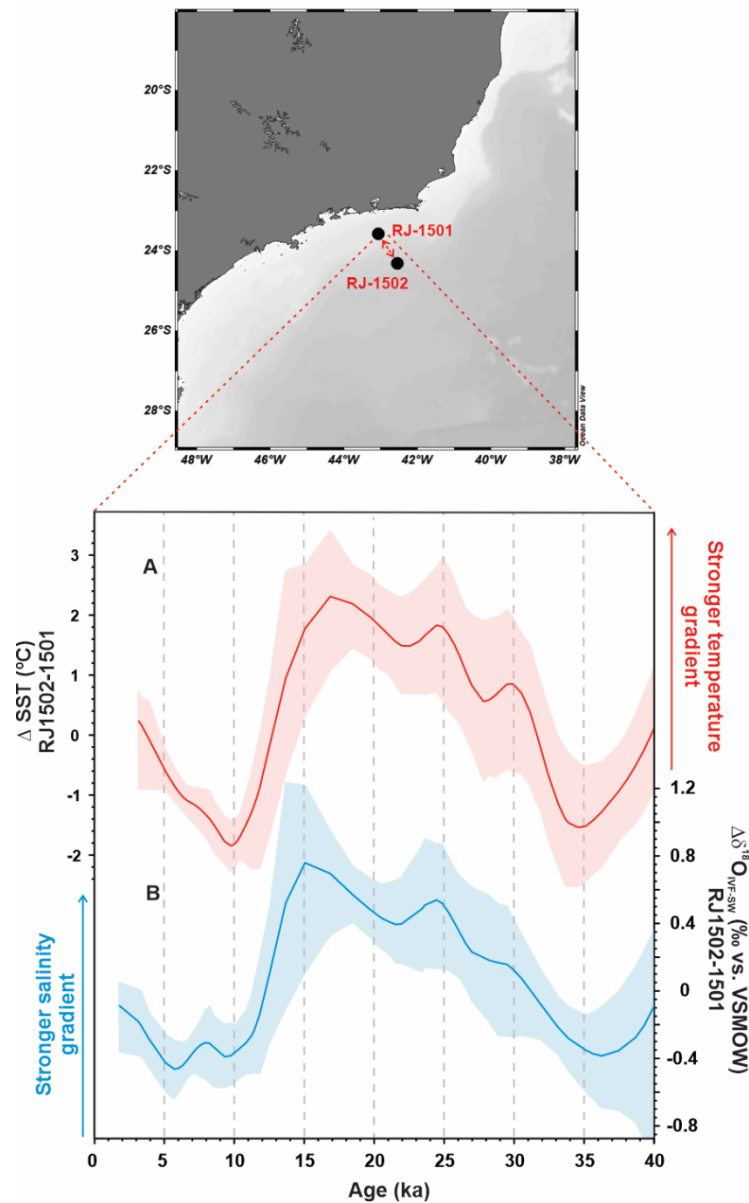 20°S
22°S
24°S
26°S
28°S
RJ-1501
RJ-1502
Ocean Data View
48°W
46°W
44°W
42°W
40°W
38°W
A
3
2
1
0
-1
-2
Δ SST (ºC)
RJ1502-1501
Stronger temperature
gradient
B
1.2
0.8
0.4
0
-0.4
-0.8
Δδ¹⁸O IVF-SW (‰ vs. VSMOW)
RJ1502-1501
Stronger salinity
gradient
0
5
10
15
20
25
30
35
40
Age (ka)